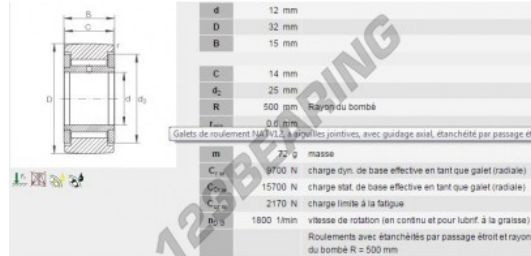 B
C
r
D
d
d₂
d 12 mm
D 32 mm
B 15 mm
C 14 mm
d₂ 25 mm
R 500 mm Rayon du bombé
0.6 mm
Galets de roulement NATV12, à aiguilles jointives, avec guidage axial, étanchéité par passage ét
m 72 g masse
9700 N charge dyn. de base effective en tant que galet (radiale)
15700 N charge stat. de base effective en tant que galet (radiale)
2170 N charge limite à la fatigue
1800 1/min vitesse de rotation (en continu et pour lubrif. à la graisse)
Roulements avec étanchéités par passage étroit et rayon
du bombé R = 500 mm
123BEARING